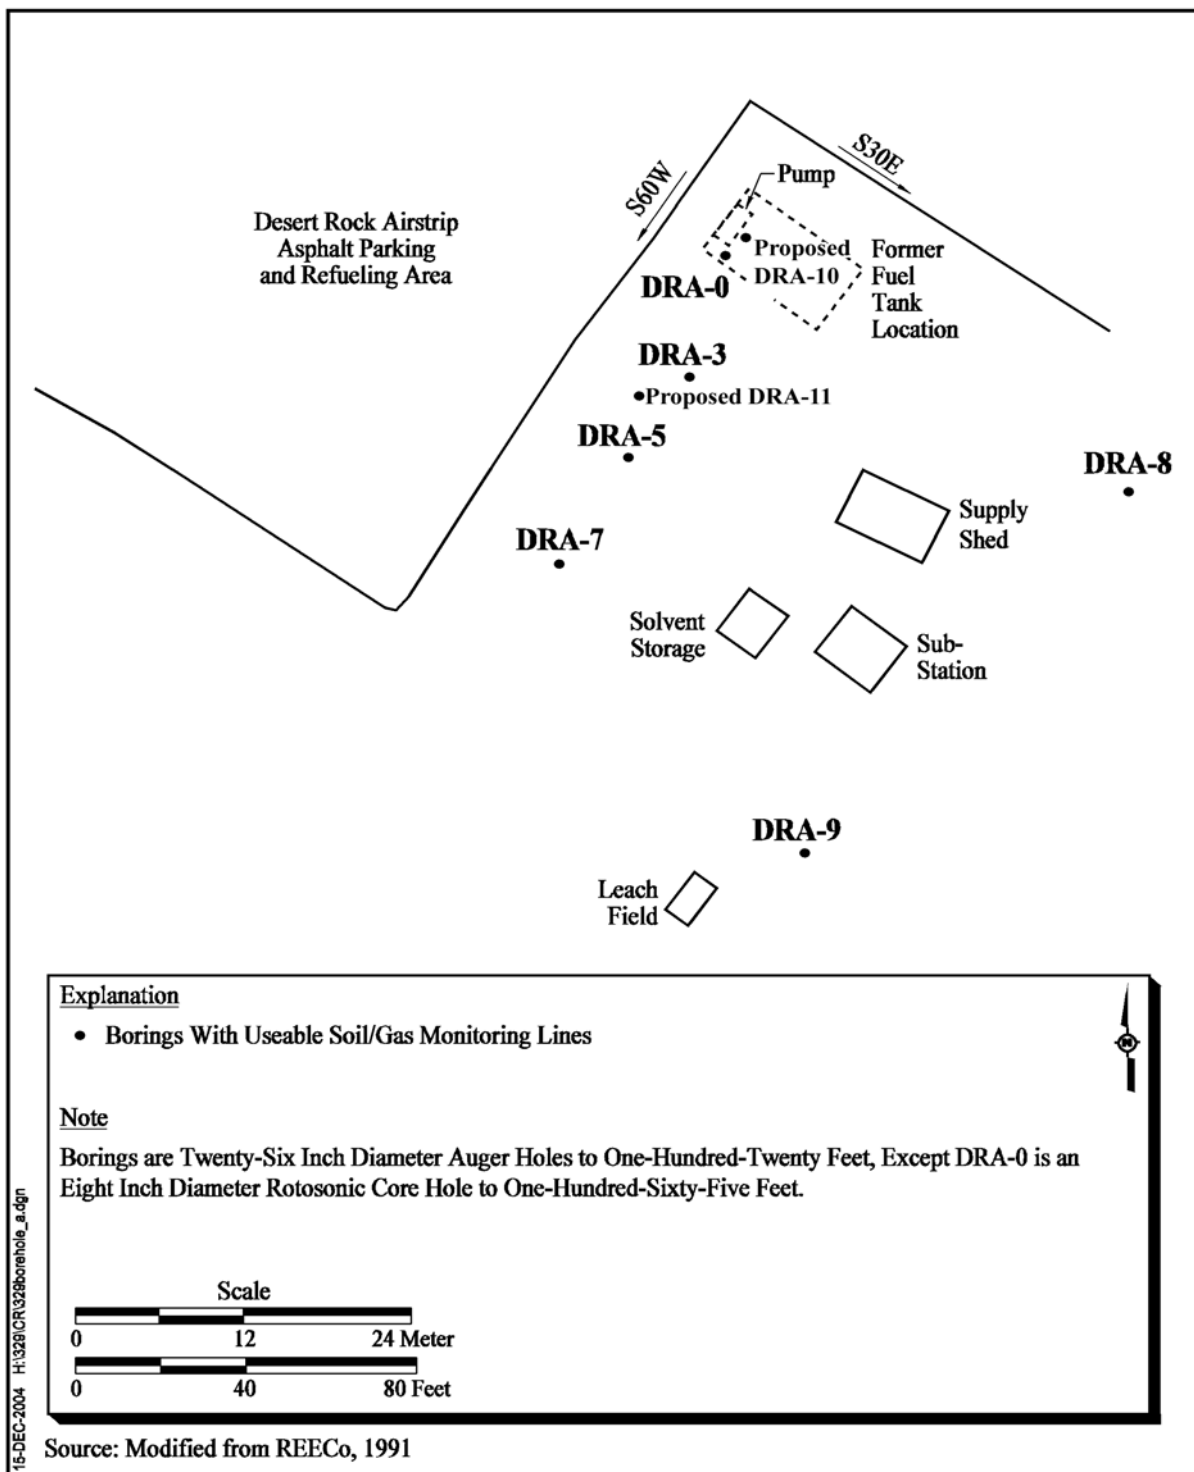 S60W
S30E
Pump
Desert Rock Airstrip
Asphalt Parking
and Refueling Area
Proposed
DRA-10
DRA-0
Former
Fuel
Tank
Location
DRA-3
Proposed DRA-11
DRA-5
DRA-8
DRA-7
Supply
Shed
Solvent
Storage
Sub-
Station
DRA-9
Leach
Field
Explanation
• Borings With Useable Soil/Gas Monitoring Lines
N
Note
Borings are Twenty-Six Inch Diameter Auger Holes to One-Hundred-Twenty Feet, Except DRA-0 is an
Eight Inch Diameter Rotosonic Core Hole to One-Hundred-Sixty-Five Feet.
Scale
0 12 24 Meter
0 40 80 Feet
15-DEC-2004 H:\329\CR\329borehole_a.dgn
Source: Modified from REECo, 1991